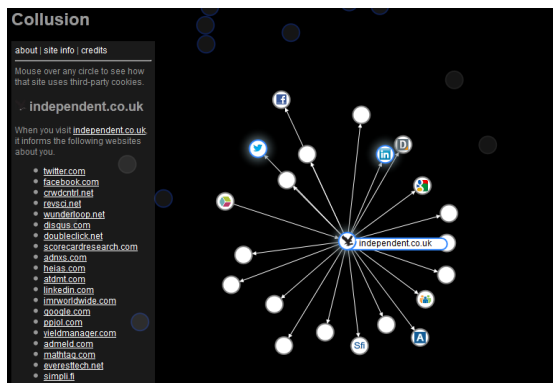 Collusion
about | site info | credits
Mouse over any circle to see how
that site uses third-party cookies.
independent.co.uk
When you visit independent.co.uk,
it informs the following websites
about you.
twitter.com
facebook.com
crwdcntrl.net
revsci.net
wunderloop.net
disqus.com
doubleclick.net
scorecardresearch.com
adnxs.com
heias.com
atdmt.com
linkedin.com
imrworldwide.com
google.com
ppjol.com
yieldmanager.com
admeld.com
mathtag.com
everesttech.net
simpli.fi
f
in
D
g
independent.co.uk
Sfi
A